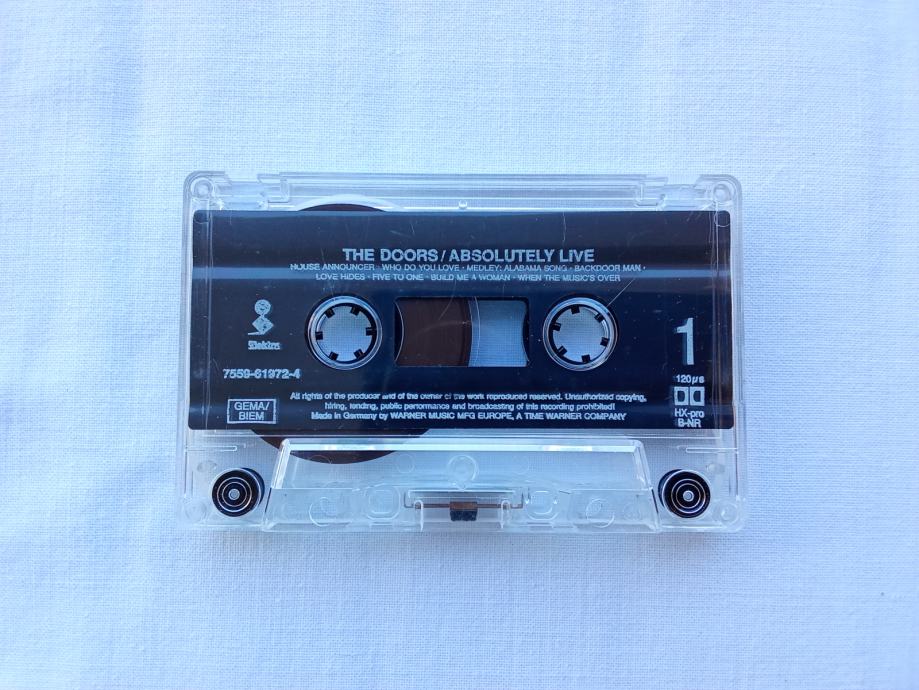 THE DOORS / ABSOLUTELY LIVE
HOUSE ANNOUNCER · WHO DO YOU LOVE · MEDLEY: ALABAMA SONG · BACKDOOR MAN ·
LOVE HIDES · FIVE TO ONE · BUILD ME A WOMAN · WHEN THE MUSIC'S OVER
1
7559-61972-4
120µs
GEMA/
BIEM
All rights of the producer and of the owner of the work reproduced reserved. Unauthorized copying,
hiring, lending, public performance and broadcasting of this recording prohibited!
Made in Germany by WARNER MUSIC MFG EUROPE, A TIME WARNER COMPANY
HX-pro
B-NR